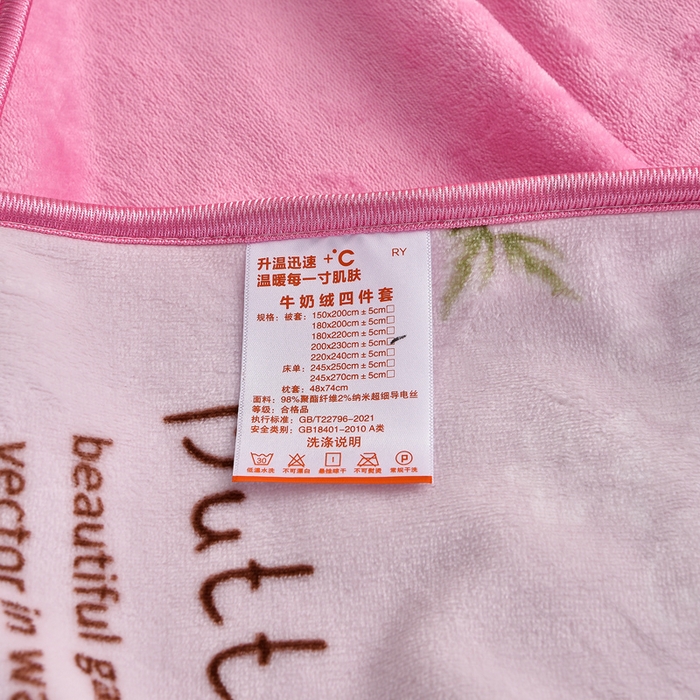 升温迅速 +℃
RY
温暖每一寸肌肤
牛奶绒四件套
规格：被套：150x200cm±5cm□
180x200cm±5cm□
180x220cm±5cm□
200x230cm±5cm□
220x240cm±5cm□
床单：245x250cm±5cm□
245x270cm±5cm□
枕套：48x74cm
面料：98%聚酯纤维2%纳米超细导电丝
等级：合格品
执行标准：GB/T22796-2021
安全类别：GB18401-2010 A类
洗涤说明
30
P
低温水洗 不可漂白 悬挂晾干 不可熨烫 常规干洗
Butt
beautiful ga
vector in wa